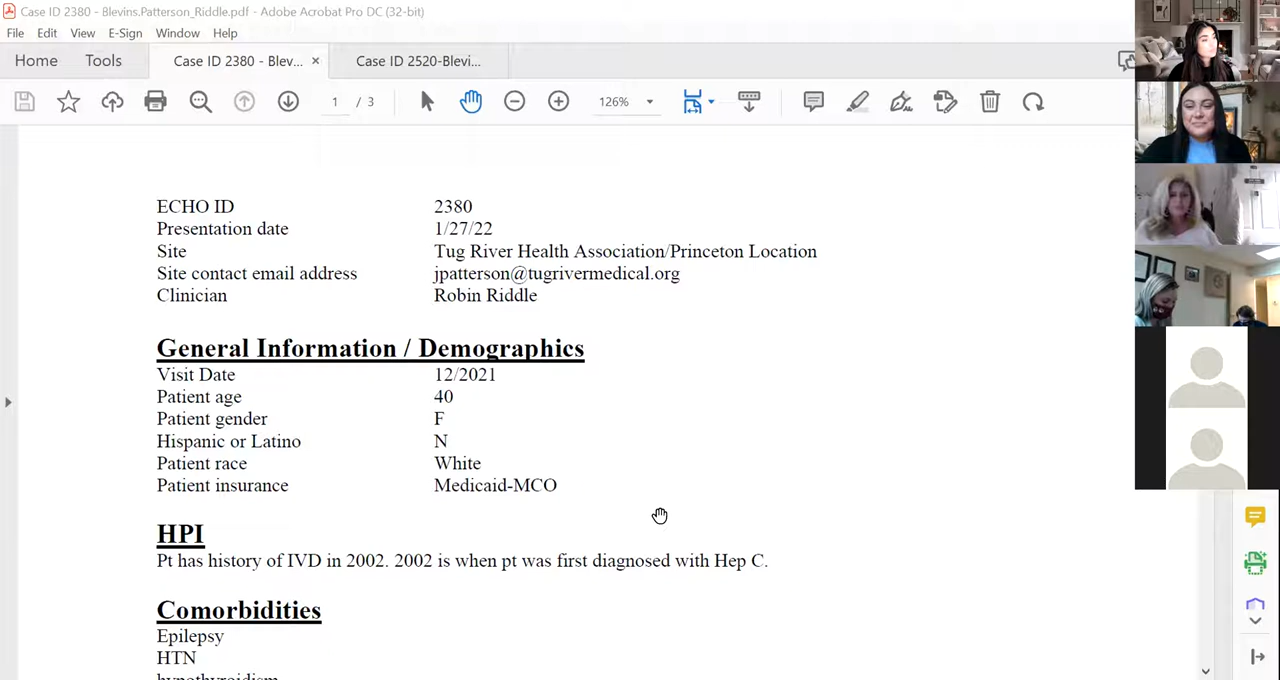 Case ID 2380 - Blevins.Patterson_Riddle.pdf - Adobe Acrobat Pro DC (32-bit)
File Edit View E-Sign Window Help
Home Tools Case ID 2380 - Blev... × Case ID 2520-Blevi...
1 / 3 126%
ECHO ID 2380
Presentation date 1/27/22
Site Tug River Health Association/Princeton Location
Site contact email address jpatterson@tugrivermedical.org
Clinician Robin Riddle
General Information / Demographics
Visit Date 12/2021
Patient age 40
Patient gender F
Hispanic or Latino N
Patient race White
Patient insurance Medicaid-MCO
HPI
Pt has history of IVD in 2002. 2002 is when pt was first diagnosed with Hep C.
Comorbidities
Epilepsy
HTN
hypothyroidism